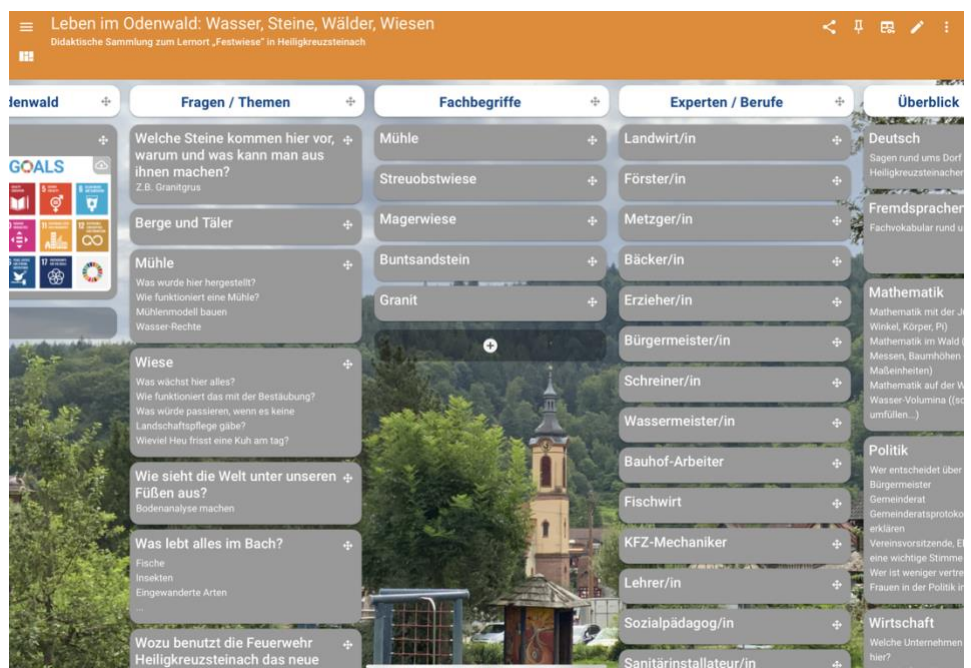 Leben im Odenwald: Wasser, Steine, Wälder, Wiesen
Didaktische Sammlung zum Lernort „Festwiese“ in Heiligkreuzsteinach
denwald
GOALS
Fragen / Themen
Welche Steine kommen hier vor,
warum und was kann man aus
ihnen machen?
Z.B. Granitgrus
Berge und Täler
Mühle
Was wurde hier hergestellt?
Wie funktioniert eine Mühle?
Mühlenmodell bauen
Wasser-Rechte
Wiese
Was wächst hier alles?
Wie funktioniert das mit der Bestäubung?
Was würde passieren, wenn es keine
Landschaftspflege gäbe?
Wieviel Heu frisst eine Kuh am tag?
Wie sieht die Welt unter unseren
Füßen aus?
Bodenanalyse machen
Was lebt alles im Bach?
Fische
Insekten
Eingewanderte Arten
...
Wozu benutzt die Feuerwehr
Heiligkreuzsteinach das neue
Fachbegriffe
Mühle
Streuobstwiese
Magerwiese
Buntsandstein
Granit
Experten / Berufe
Landwirt/in
Förster/in
Metzger/in
Bäcker/in
Erzieher/in
Bürgermeister/in
Schreiner/in
Wassermeister/in
Bauhof-Arbeiter
Fischwirt
KFZ-Mechaniker
Lehrer/in
Sozialpädagog/in
Sanitärinstallateur/in
Überblick
Deutsch
Sagen rund ums Dorf
Heiligkreuzsteinacher
Fremdsprachen
Fachvokabular rund u
Mathematik
Mathematik mit der J
Winkel, Körper, Pi)
Mathematik im Wald (
Messen, Baumhöhen
Maßeinheiten)
Mathematik auf der W
Wasser-Volumina ((sc
umfüllen...)
Politik
Wer entscheidet über
Bürgermeister
Gemeinderat
Gemeinderatsprotoko
erklären
Vereinsvorsitzende, E
eine wichtige Stimme
Wer ist weniger vertre
Frauen in der Politik i
Wirtschaft
Welche Unternehmen
hier?